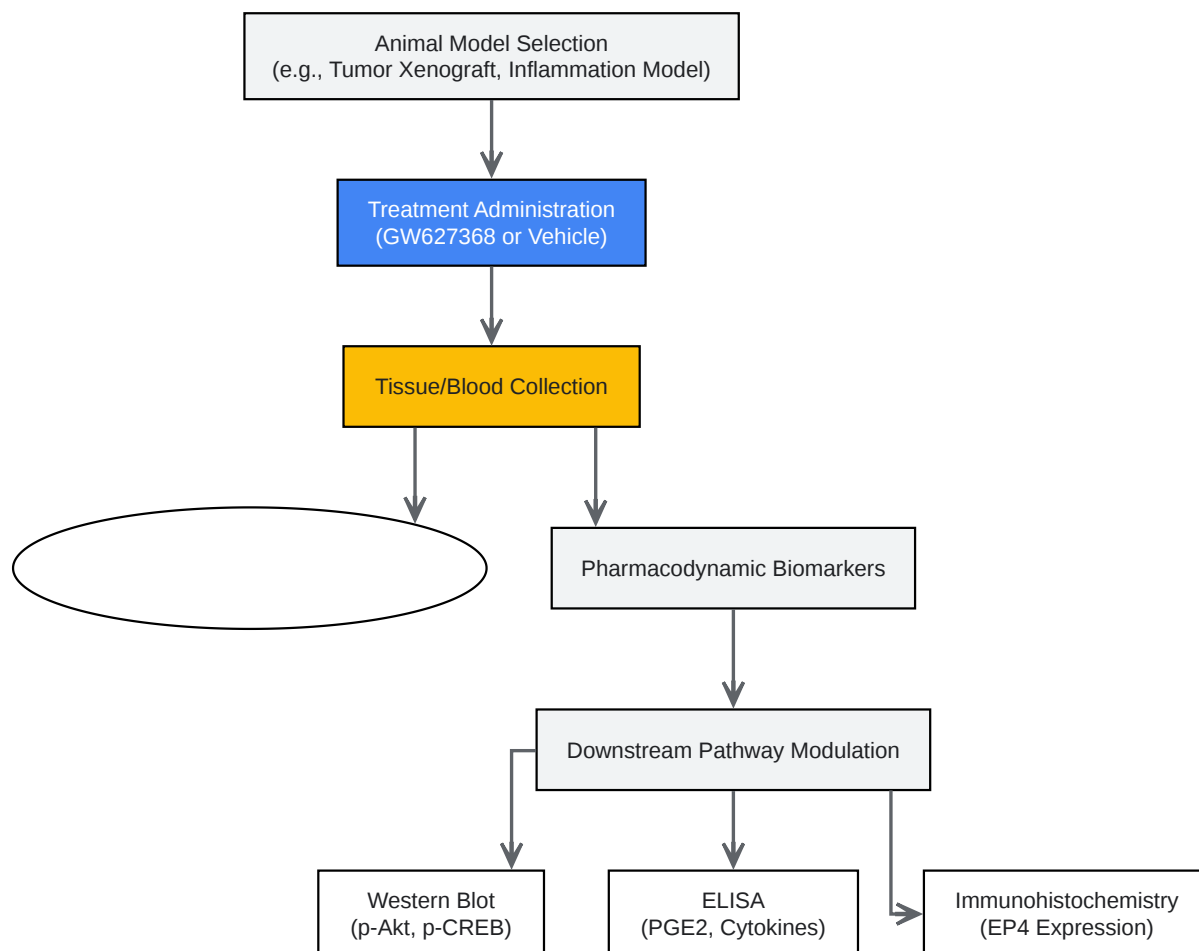 Animal Model Selection
(e.g., Tumor Xenograft, Inflammation Model)
Treatment Administration
(GW627368 or Vehicle)
Tissue/Blood Collection
Pharmacodynamic Biomarkers
Downstream Pathway Modulation
Western Blot
(p-Akt, p-CREB)
ELISA
(PGE2, Cytokines)
Immunohistochemistry
(EP4 Expression)